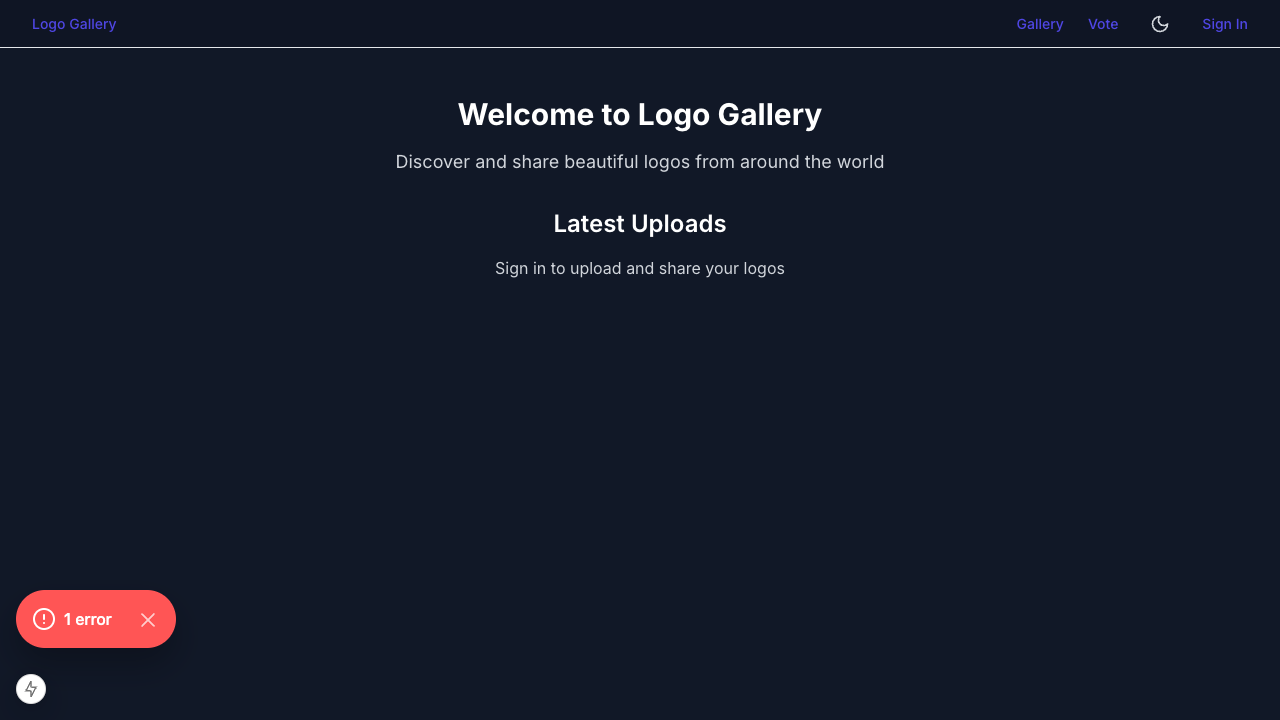 Logo Gallery
Gallery
Vote
Sign In
Welcome to Logo Gallery
Discover and share beautiful logos from around the world
Latest Uploads
Sign in to upload and share your logos
1 error